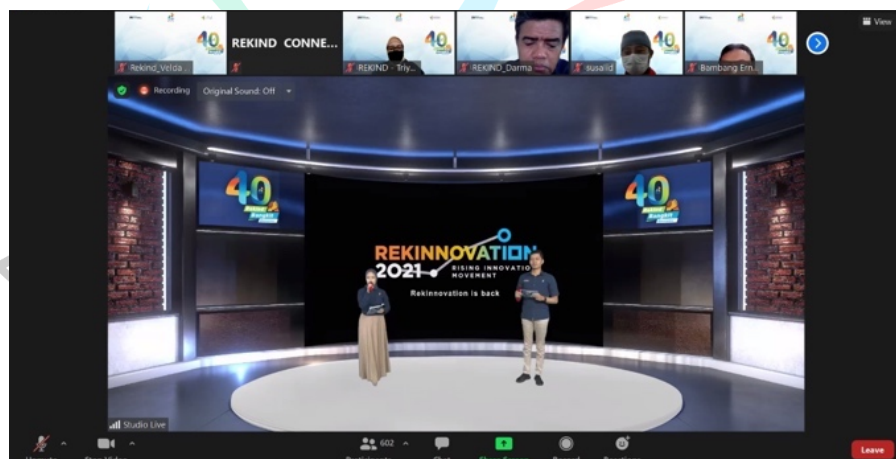 View
REKIND CONNE...
Rekind_Velda ...
REKIND - Triy...
REKIND_Darma
susaiid
Bambang Ern...
Recording
Original Sound: Off
40
40
REKINNOVATION
2021
RISING INNOVATION
MOVEMENT
Rekinnovation is back
Studio Live
602
Leave